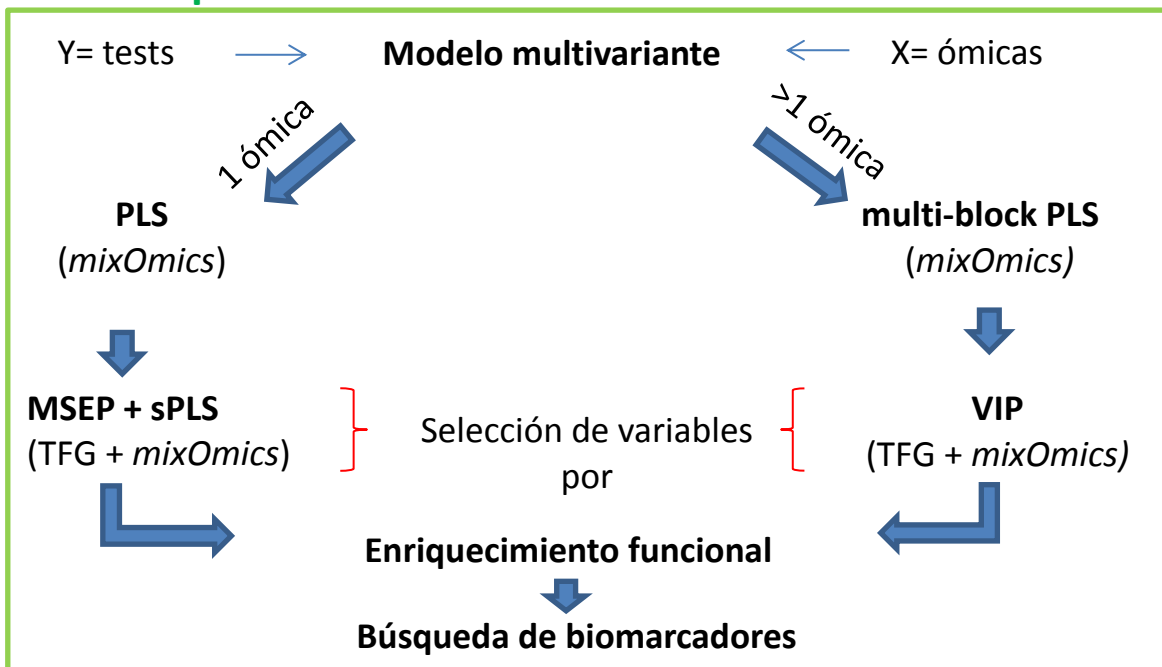 Y= tests
Modelo multivariante
X= ómicas
1 ómica
>1 ómica
PLS
(mixOmics)
multi-block PLS
(mixOmics)
MSEP + sPLS
(TFG + mixOmics)
Selección de variables
por
VIP
(TFG + mixOmics)
Enriquecimiento funcional
Búsqueda de biomarcadores